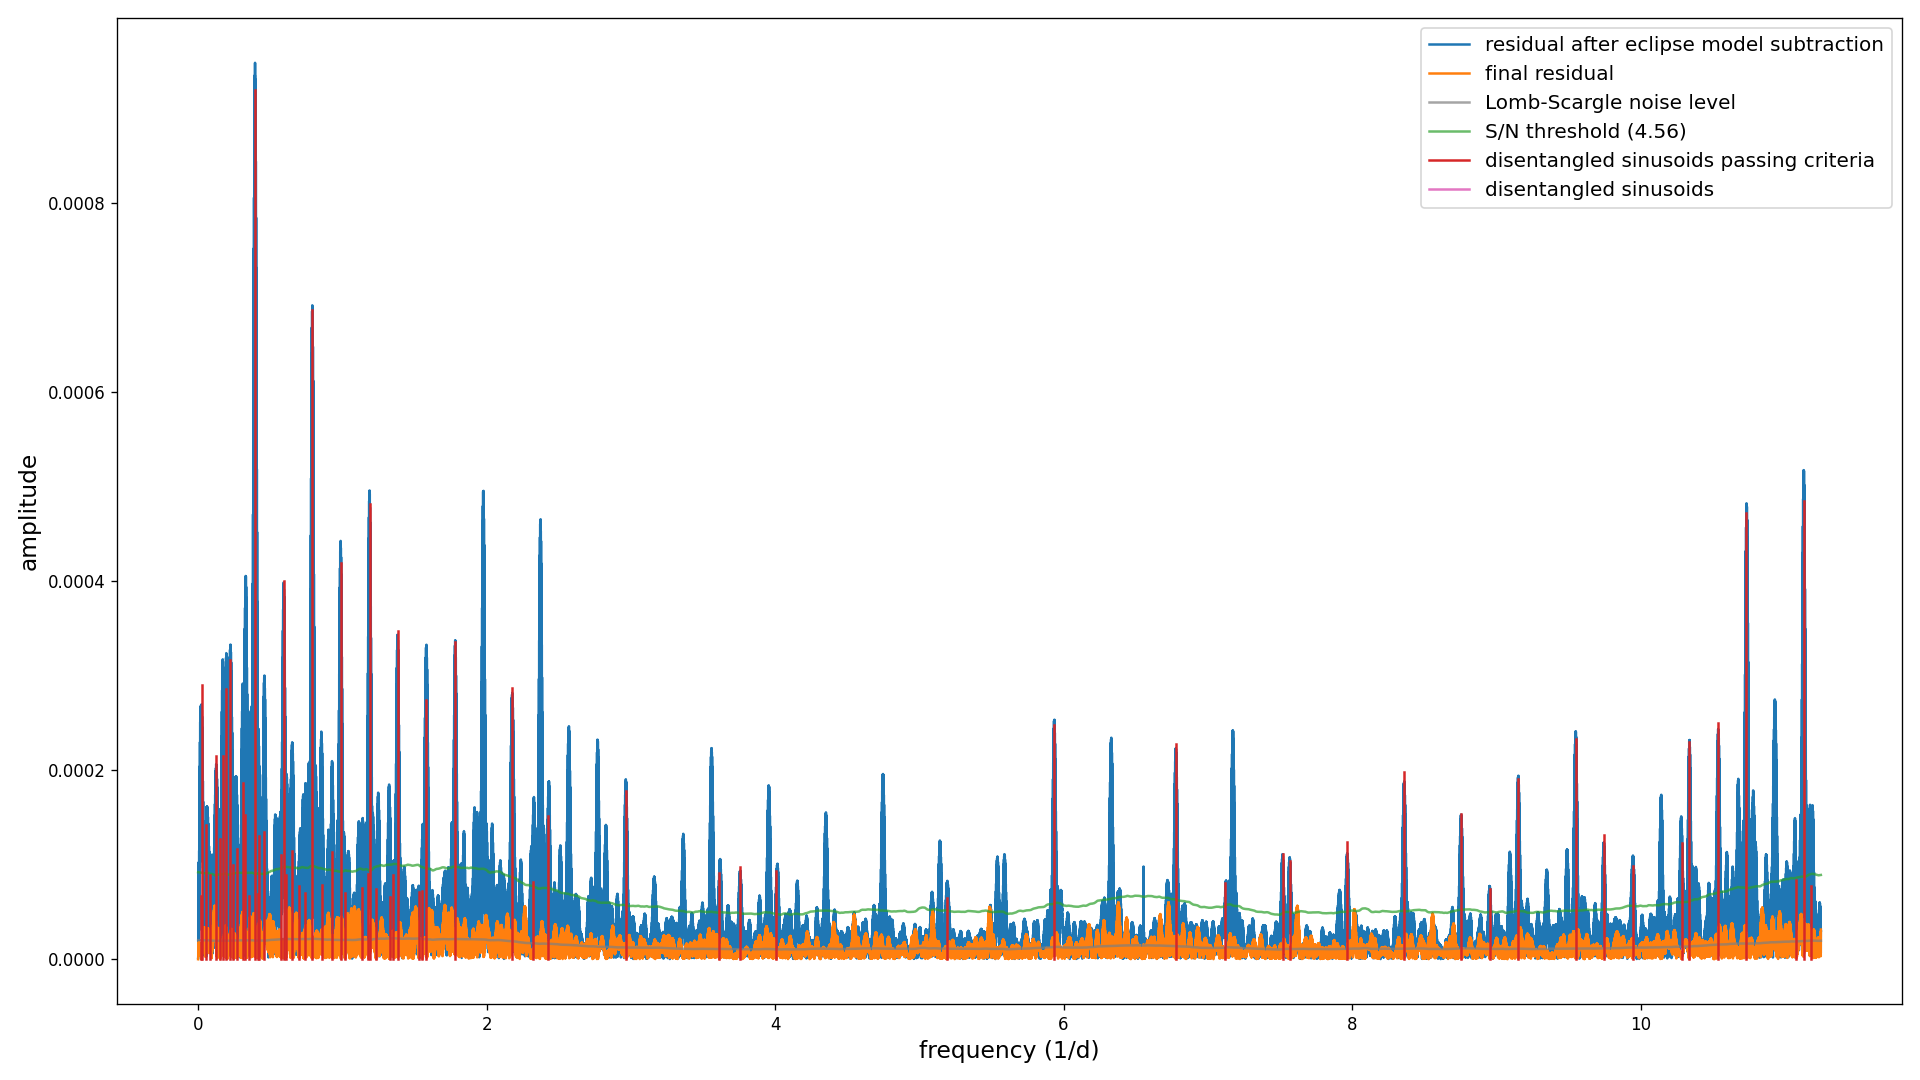 residual after eclipse model subtraction
final residual
Lomb-Scargle noise level
S/N threshold (4.56)
disentangled sinusoids passing criteria
disentangled sinusoids
amplitude
0.0008
0.0006
0.0004
0.0002
0.0000
0 2 4 6 8 10
frequency (1/d)